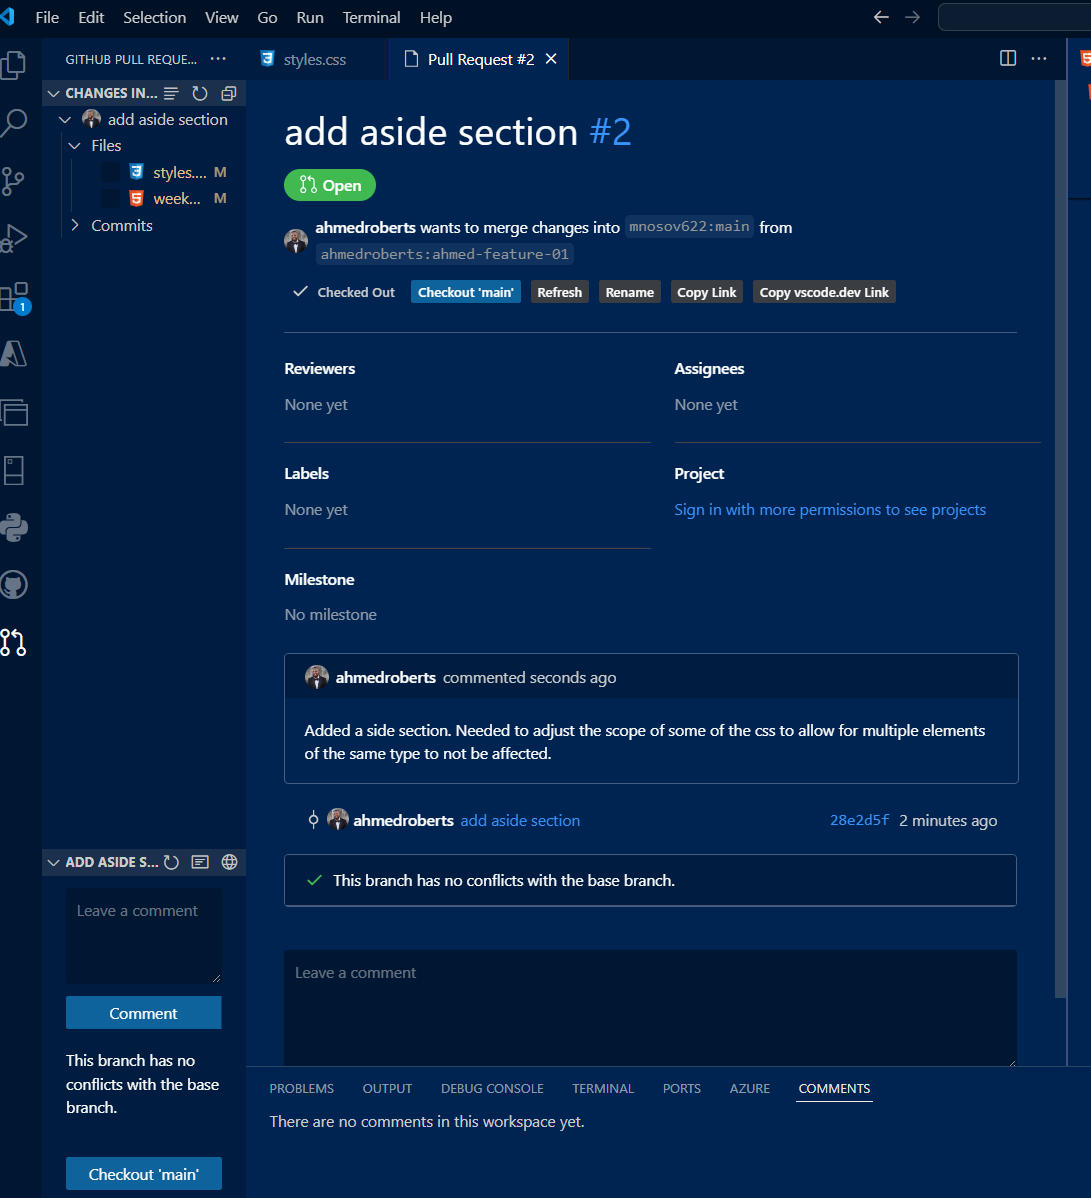 File Edit Selection View Go Run Terminal Help
GITHUB PULL REQUE... ···
styles.css
Pull Request #2
CHANGES IN...
add aside section
Files
styles.... M
week... M
Commits
1
add aside section #2
Open
ahmedroberts wants to merge changes into mnosov622:main from
ahmedroberts:ahmed-feature-01
Checked Out Checkout 'main' Refresh Rename Copy Link Copy vscode.dev Link
Reviewers
None yet
Assignees
None yet
Labels
None yet
Project
Sign in with more permissions to see projects
Milestone
No milestone
ahmedroberts commented seconds ago
Added a side section. Needed to adjust the scope of some of the css to allow for multiple elements
of the same type to not be affected.
ahmedroberts add aside section 28e2d5f 2 minutes ago
This branch has no conflicts with the base branch.
Leave a comment
ADD ASIDE S...
Leave a comment
Comment
This branch has no
conflicts with the base
branch.
Checkout 'main'
PROBLEMS OUTPUT DEBUG CONSOLE TERMINAL PORTS AZURE COMMENTS
There are no comments in this workspace yet.